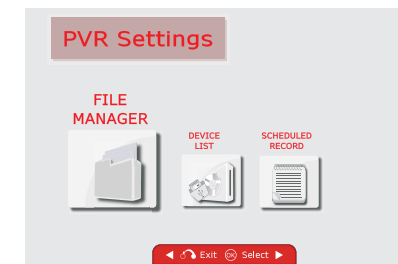 PVR Settings
FILE
MANAGER
DEVICE
LIST
SCHEDULED
RECORD
Exit OK Select